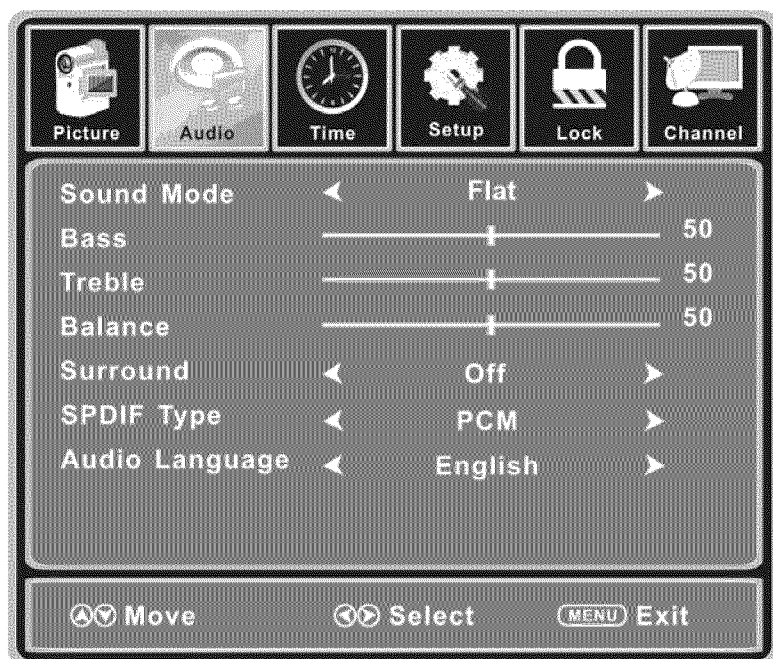 Picture Audio Time Setup Lock Channel
Sound Mode Flat
Bass 50
Treble 50
Balance 50
Surround Off
SPDIF Type PCM
Audio Language English
Move Select MENU Exit